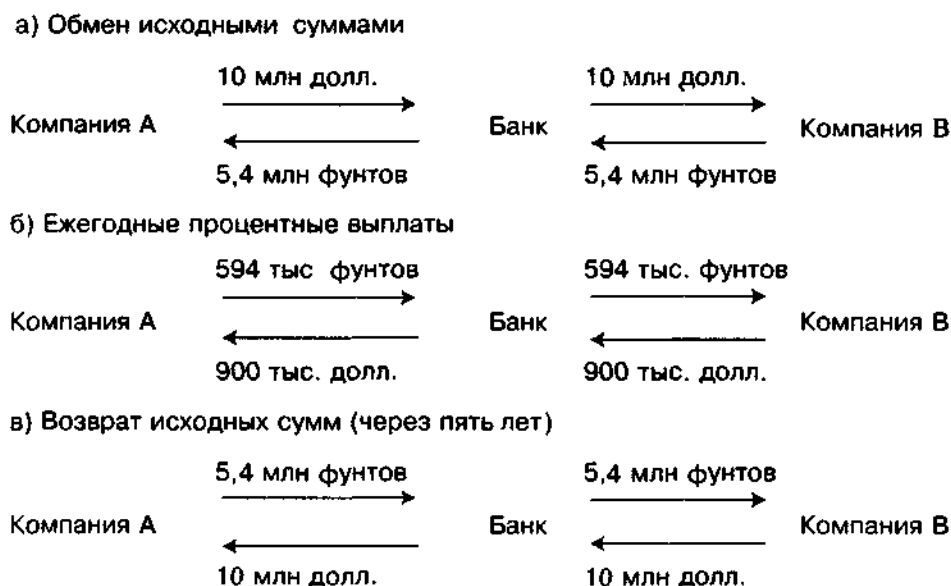 а) Обмен исходными суммами
10 млн долл. 10 млн долл.
Компания А Банк Компания В
5,4 млн фунтов 5,4 млн фунтов
б) Ежегодные процентные выплаты
594 тыс фунтов 594 тыс. фунтов
Компания А Банк Компания В
900 тыс. долл. 900 тыс. долл.
в) Возврат исходных сумм (через пять лет)
5,4 млн фунтов 5,4 млн фунтов
Компания А Банк Компания В
10 млн долл. 10 млн долл.